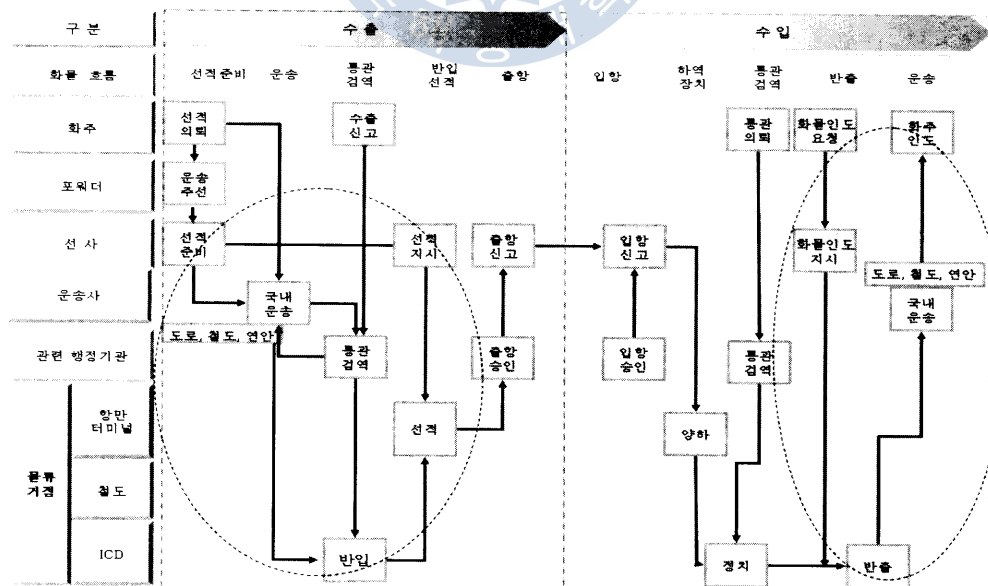 구 분
수 출
수 입
화물 흐름
선적준비
운송
통관
검역
반입
선적
출항
입항
하역
장치
통관
검역
반출
운송
화주
선적
의뢰
수출
신고
통관
의뢰
화물인도
요청
화주
인도
포워더
운송
주선
선 사
선적
준비
선적
지시
출항
신고
입항
신고
화물인도
지시
운송사
국내
운송
도로, 철도, 연안
국내
운송
도로, 철도, 연안
관련 행정기관
통관
검역
출항
승인
입항
승인
통관
검역
물류
거점
항만
터미널
선적
양하
철도
ICD
반입
장치
반출